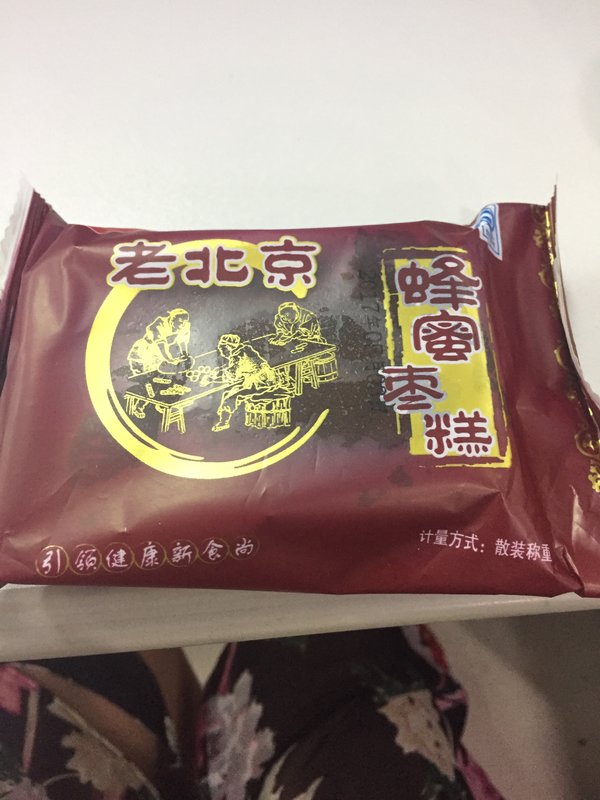 老北京
蜂蜜枣糕
引领健康新食尚
计量方式：散装称重